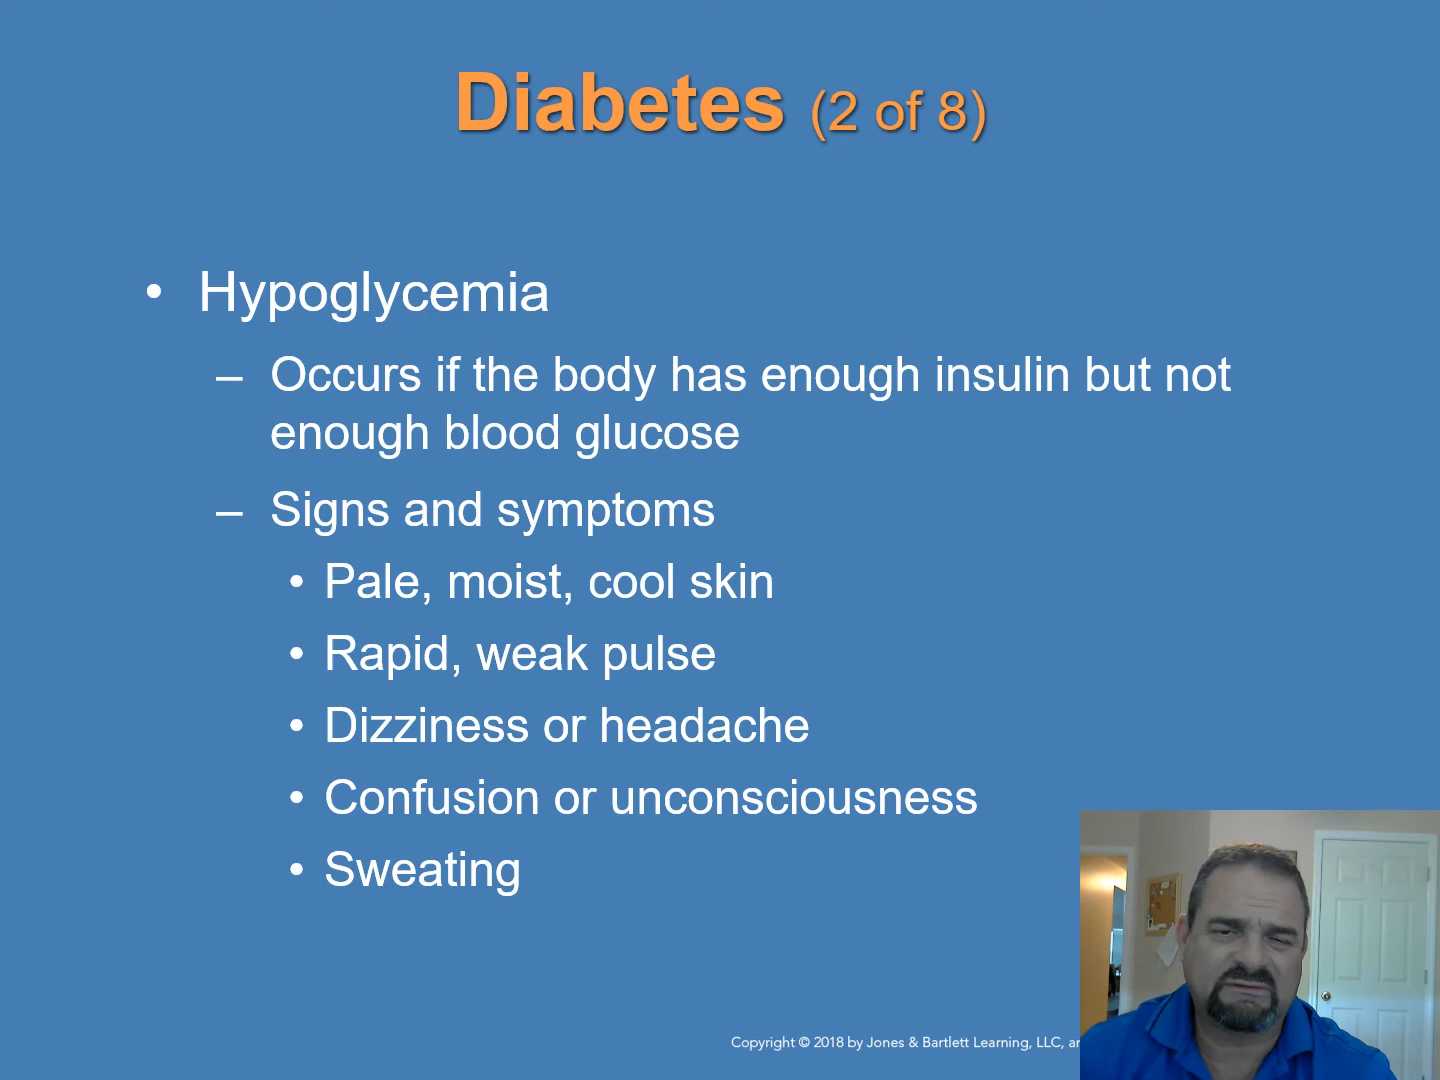 Diabetes (2 of 8)
• Hypoglycemia
– Occurs if the body has enough insulin but not
enough blood glucose
– Signs and symptoms
• Pale, moist, cool skin
• Rapid, weak pulse
• Dizziness or headache
• Confusion or unconsciousness
• Sweating
Copyright © 2018 by Jones & Bartlett Learning, LLC,